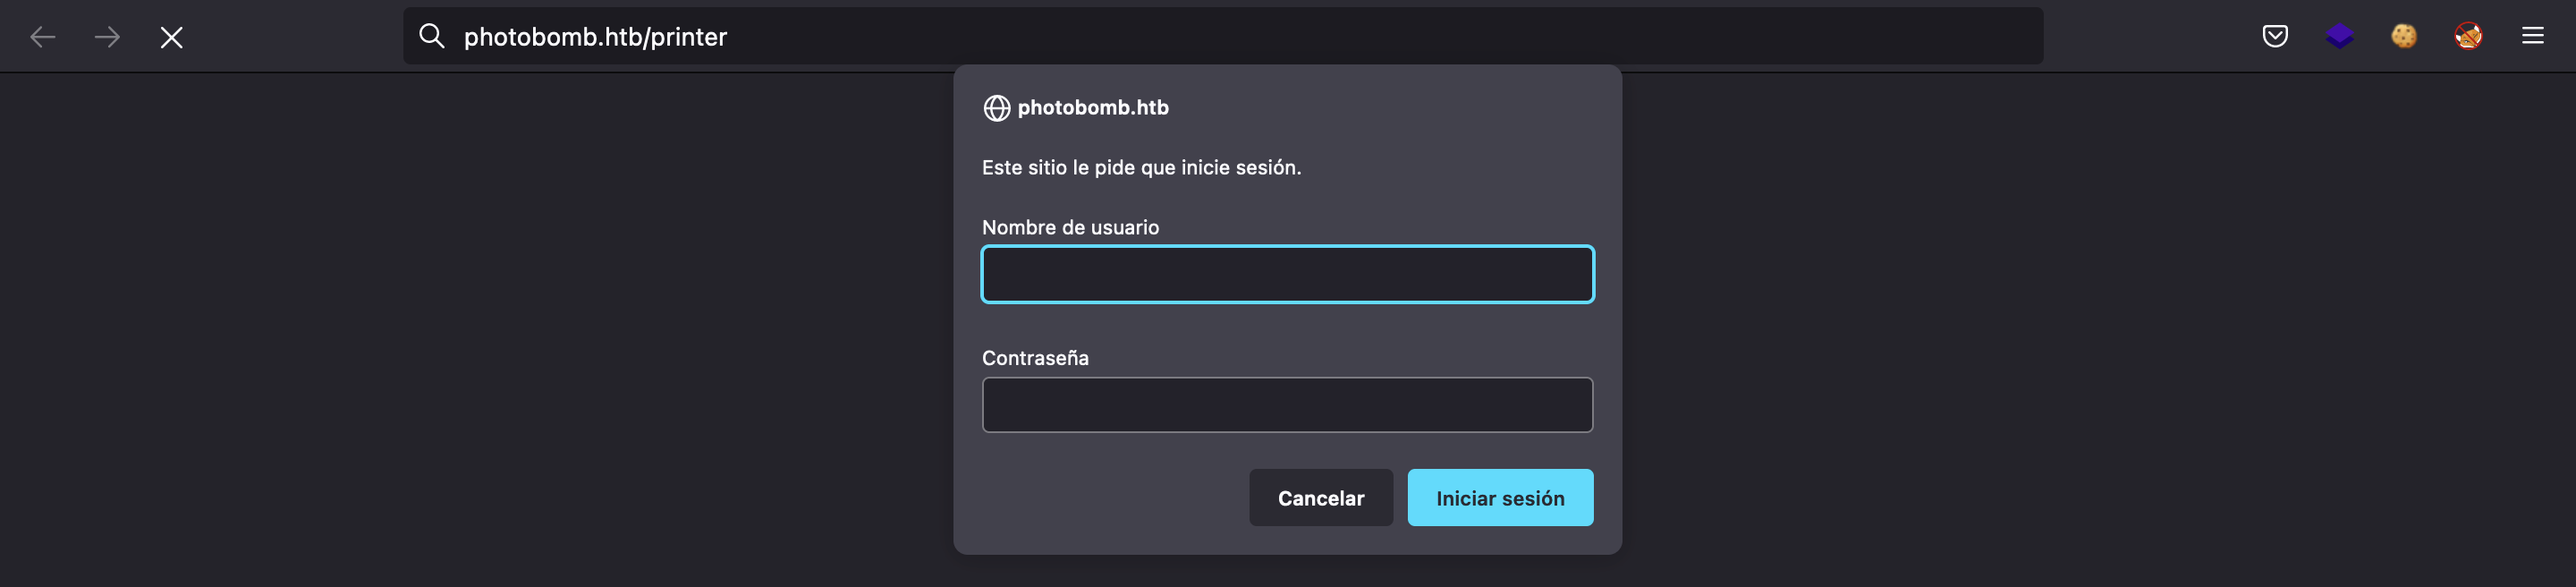 photobomb.htb/printer
photobomb.htb
Este sitio le pide que inicie sesión.
Nombre de usuario
Contraseña
Cancelar
Iniciar sesión